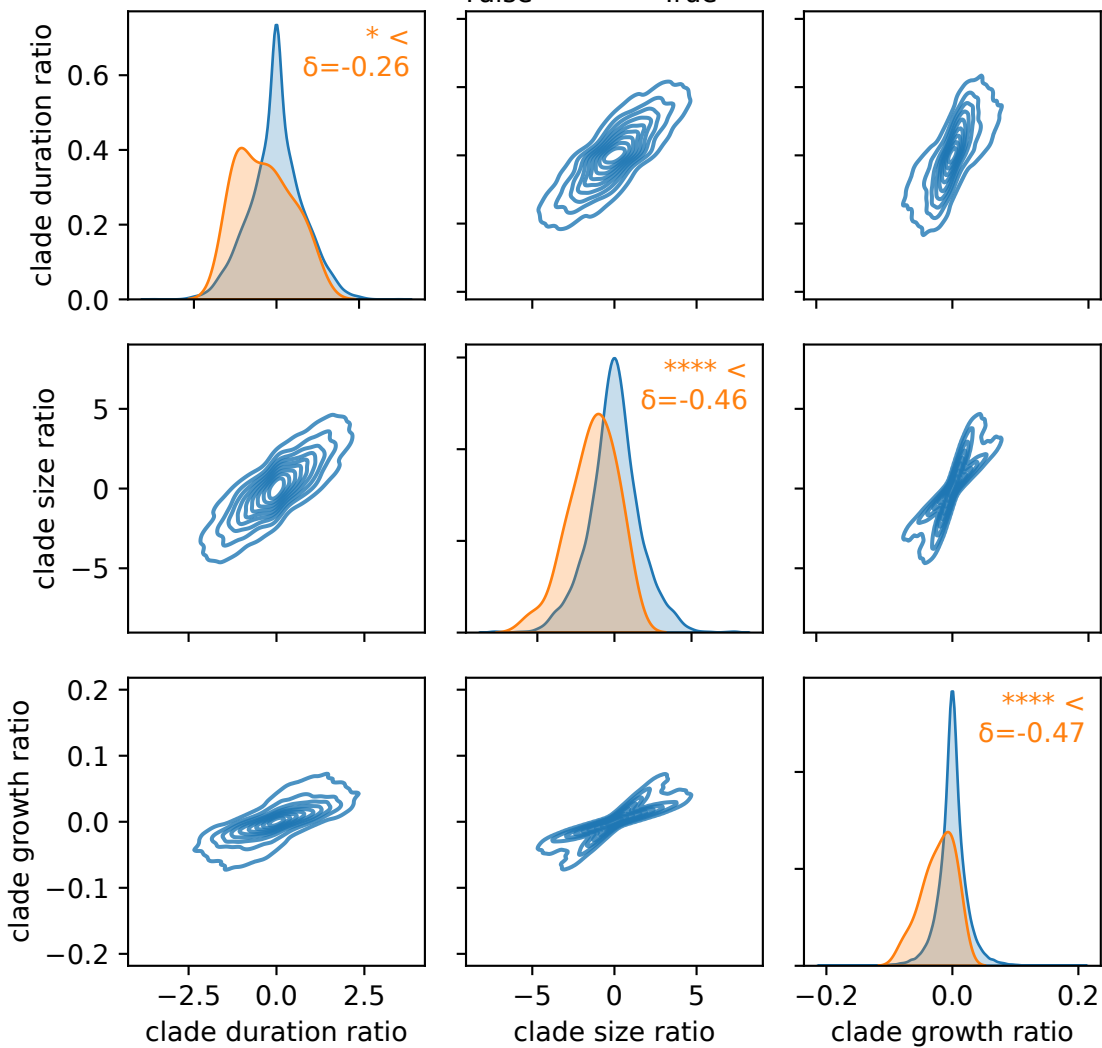 clade duration ratio
0.6
0.4
0.2
0.0
* <
δ=-0.26
clade size ratio
5
0
−5
**** <
δ=-0.46
clade growth ratio
0.2
0.1
0.0
−0.1
−0.2
**** <
δ=-0.47
−2.5 0.0 2.5
−5 0 5
−0.2 0.0 0.2
clade duration ratio
clade size ratio
clade growth ratio